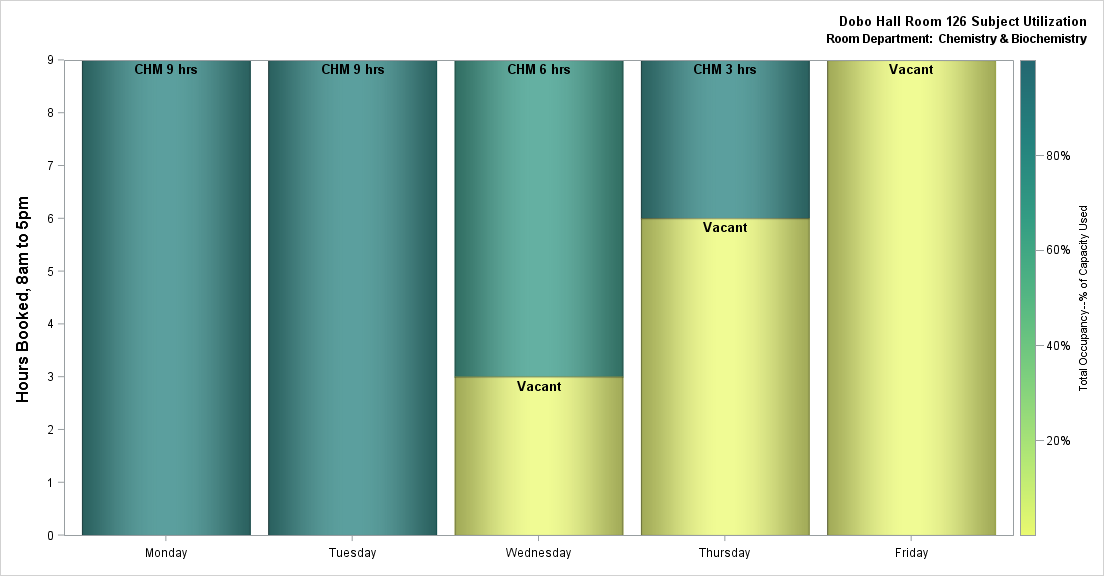 Dobo Hall Room 126 Subject Utilization
Room Department: Chemistry & Biochemistry
Hours Booked, 8am to 5pm
9
8
7
6
5
4
3
2
1
0
CHM 9 hrs
CHM 9 hrs
CHM 6 hrs
CHM 3 hrs
Vacant
Vacant
Vacant
Monday
Tuesday
Wednesday
Thursday
Friday
80%
60%
40%
20%
Total Occupancy--% of Capacity Used